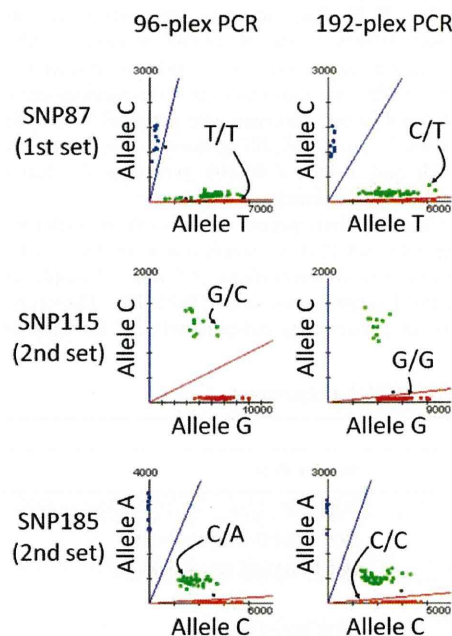 96-plex PCR 192-plex PCR
SNP87
(1st set)
3000
Allele C
T/T
7000
Allele T
3000
Allele C
C/T
6000
Allele T
SNP115
(2nd set)
2000
Allele C
G/C
10000
Allele G
2000
Allele C
G/G
9000
Allele G
SNP185
(2nd set)
4000
Allele A
C/A
6000
Allele C
3000
Allele A
C/C
5000
Allele C